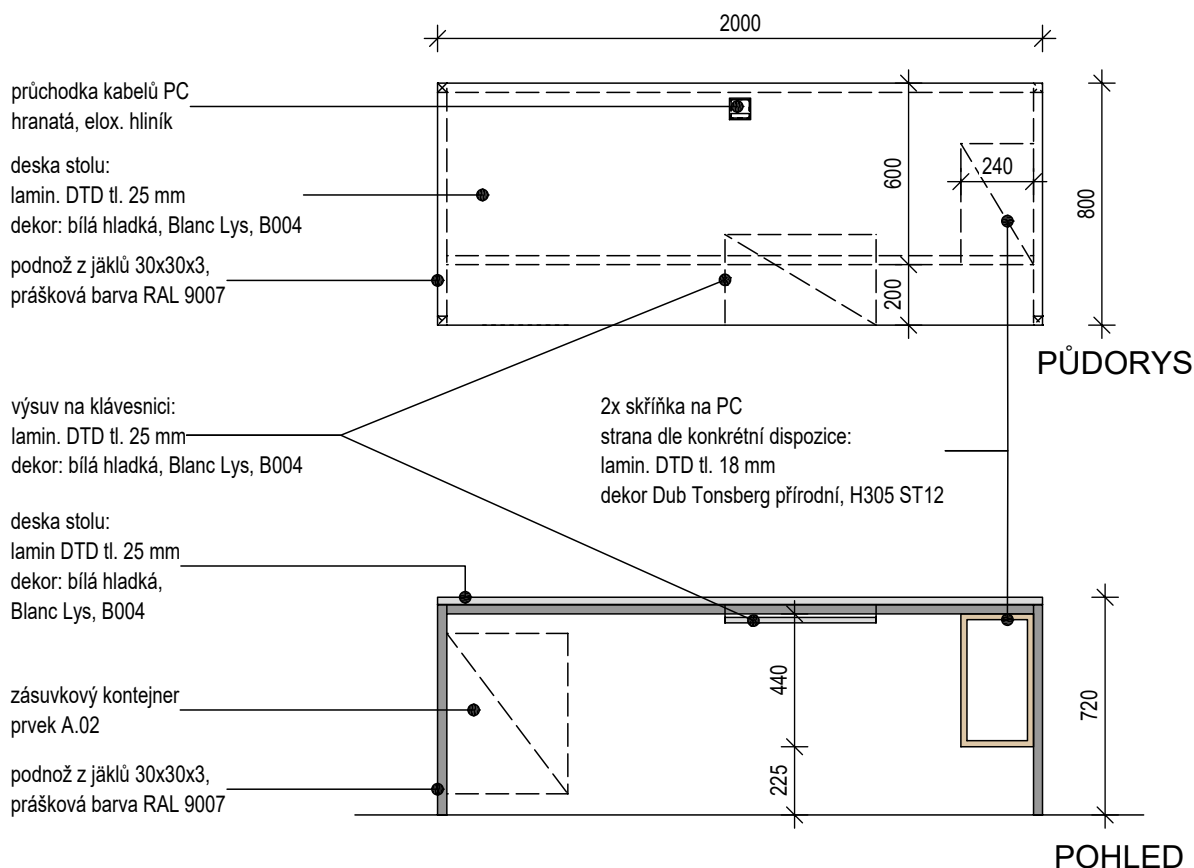 2000
průchodka kabelů PC
hranatá, elox. hliník
deska stolu:
lamin. DTD tl. 25 mm
dekor: bílá hladká, Blanc Lys, B004
podnož z jäklů 30x30x3,
prášková barva RAL 9007
600
240
800
200
PŮDORYS
výsuv na klávesnici:
lamin. DTD tl. 25 mm
dekor: bílá hladká, Blanc Lys, B004
2x skříňka na PC
strana dle konkrétní dispozice:
lamin. DTD tl. 18 mm
dekor Dub Tonsberg přírodní, H305 ST12
deska stolu:
lamin DTD tl. 25 mm
dekor: bílá hladká,
Blanc Lys, B004
zásuvkový kontejner
prvek A.02
podnož z jäklů 30x30x3,
prášková barva RAL 9007
440
225
720
POHLED